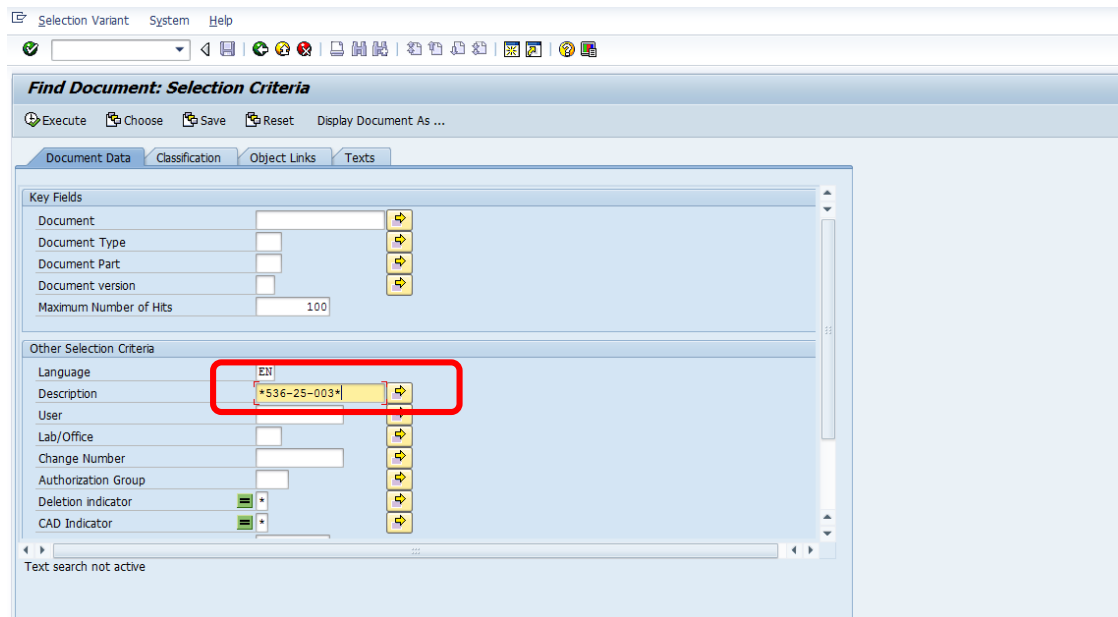 Selection Variant System Help
Find Document: Selection Criteria
Execute Choose Save Reset Display Document As ...
Document Data Classification Object Links Texts
Key Fields
Document
Document Type
Document Part
Document version
Maximum Number of Hits 100
Other Selection Criteria
Language EN
Description *536-25-003*
User
Lab/Office
Change Number
Authorization Group
Deletion indicator = *
CAD Indicator = *
Text search not active